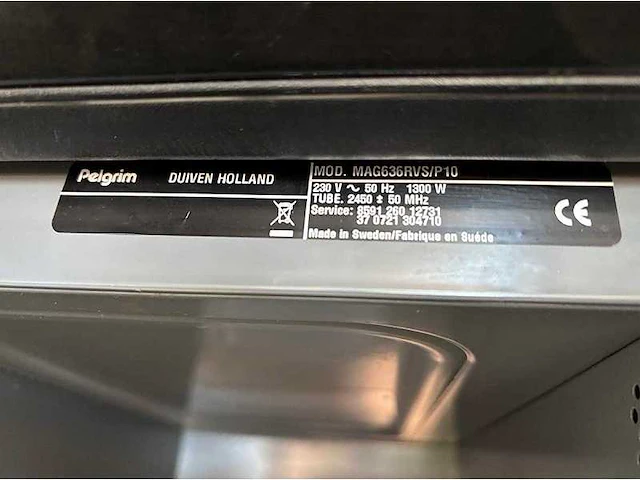 Pelgrim DUIVEN HOLLAND
MOD. MAG636RVS/P10
230 V ~ 50 Hz 1300 W
TUBE. 2450 ± 50 MHz
Service: 8591 260 12731
37 0721 304710
Made in Sweden/Fabrique en Suéde
CE